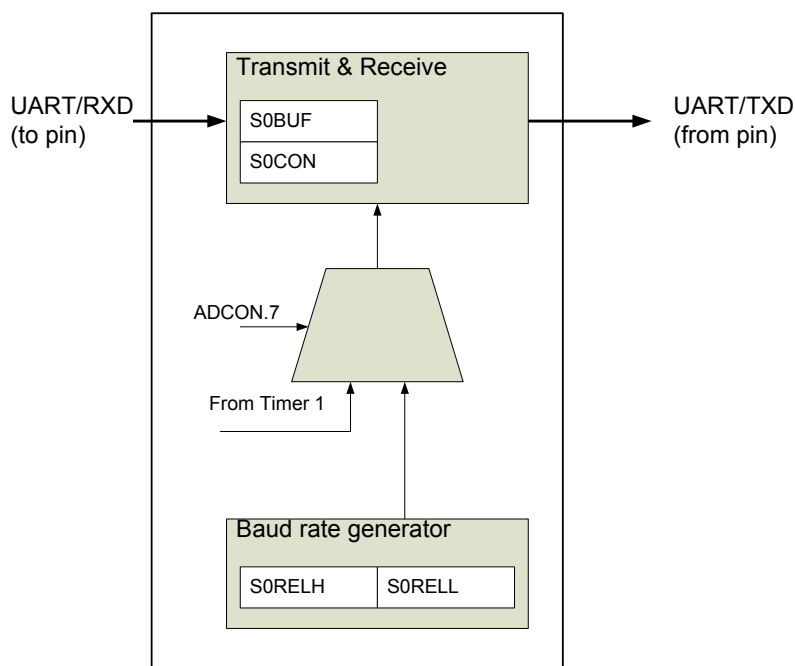 Transmit & Receive
UART/RXD
(to pin)
S0BUF
S0CON
UART/TXD
(from pin)
ADCON.7
From Timer 1
Baud rate generator
S0RELH
S0RELL